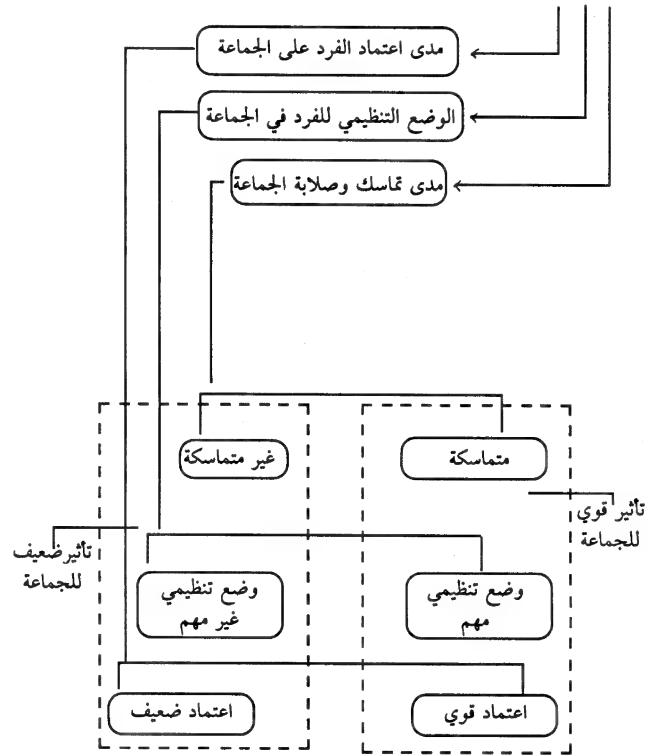 مدى اعتماد الفرد على الجماعة
الوضع التنظيمي للفرد في الجماعة
مدى تماسك وصلابة الجماعة
متماسكة
غير متماسكة
تأثير قوي
للجماعة
تأثير ضعيف
للجماعة
وضع تنظيمي
مهم
وضع تنظيمي
غير مهم
اعتماد قوي
اعتماد ضعيف